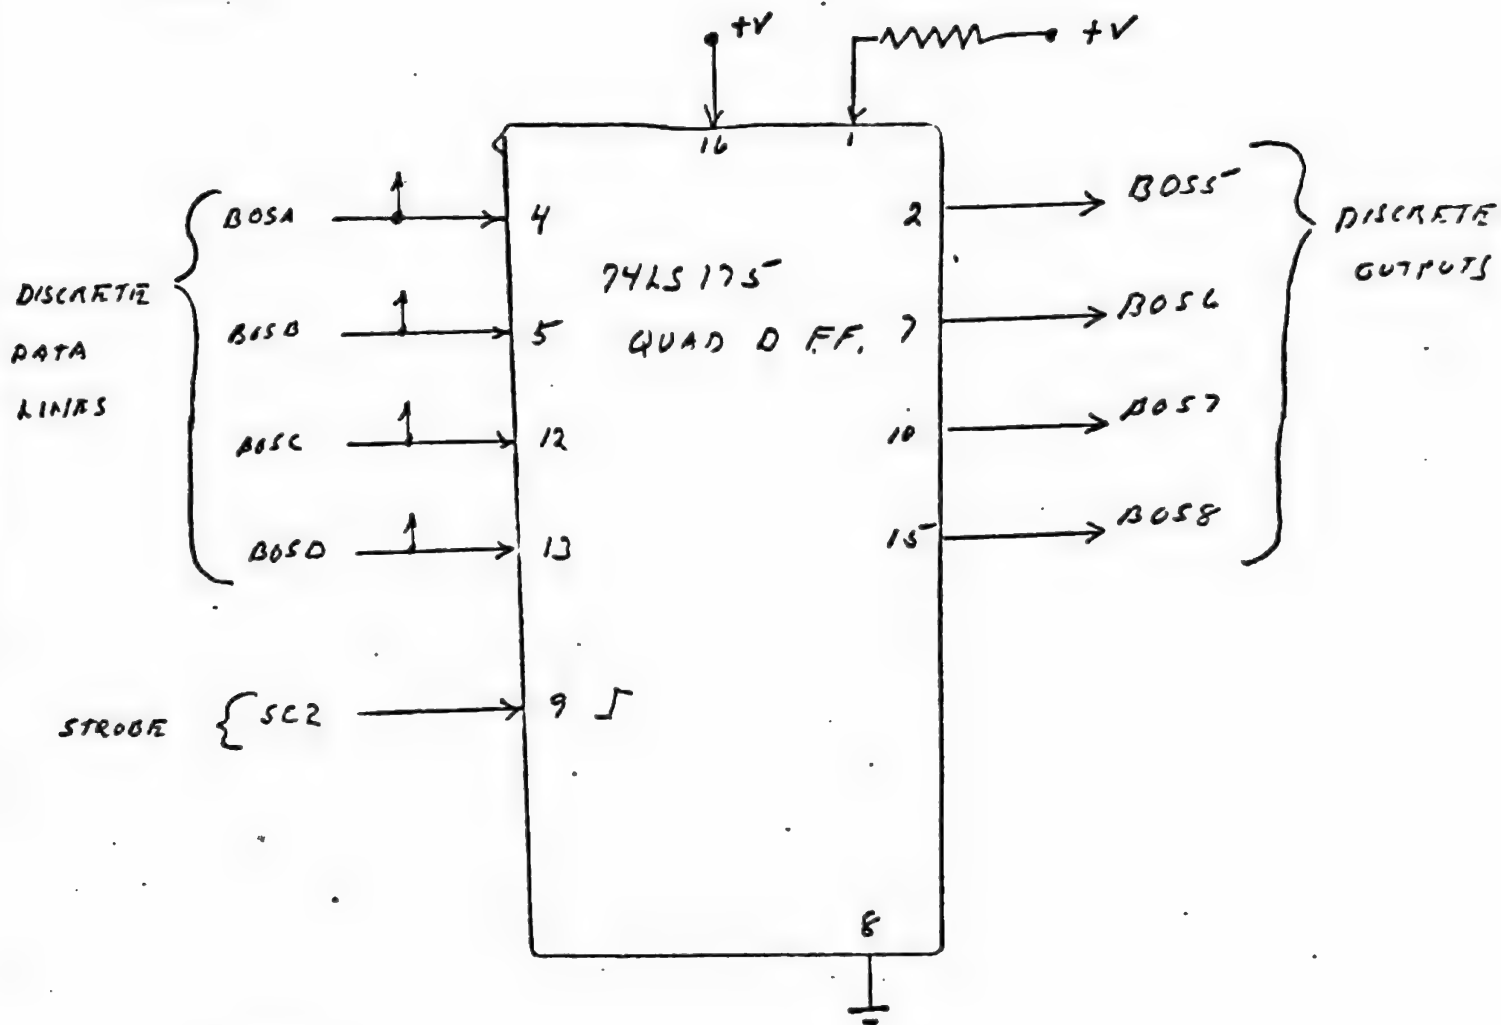 +V
+V
16
1
DISCRETE
DATA
LINES
BOSA
BOSB
BOSC
BOSD
4
5
12
13
74LS175
QUAD D F.F.
2
7
10
15
BOS5
BOS6
BOS7
BOS8
DISCRETE
OUTPUTS
STROBE
SC2
9
8